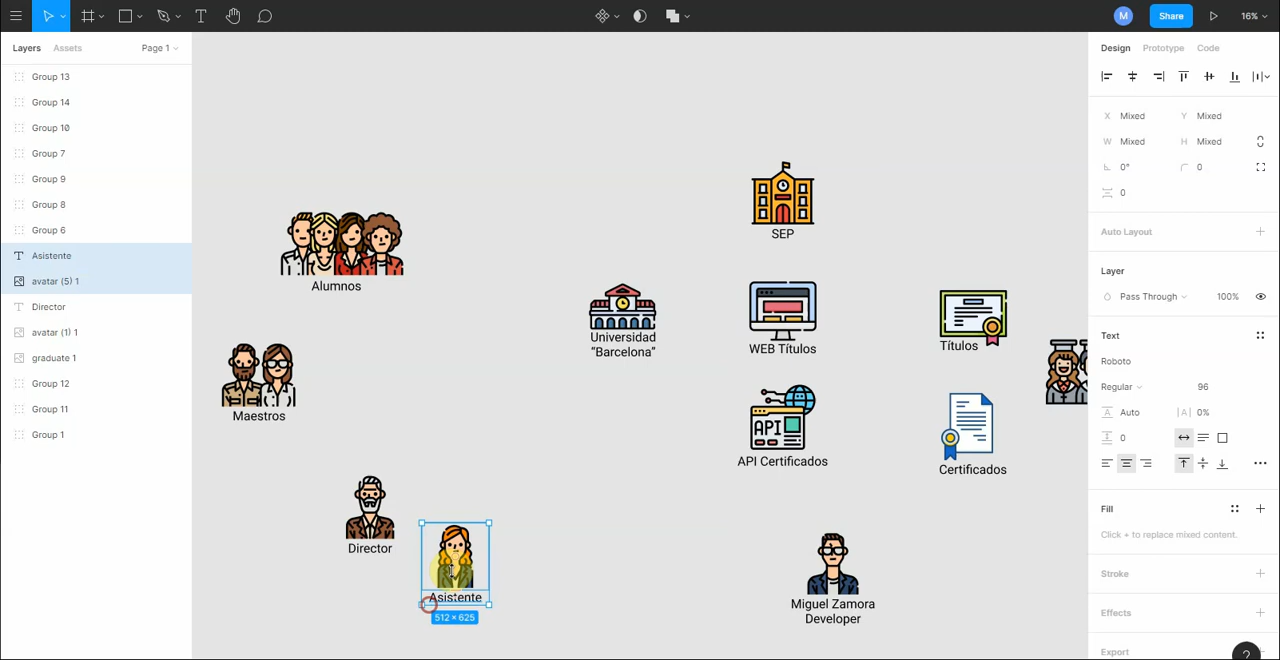 M
Share
16%
Layers
Assets
Page 1
Group 13
Group 14
Group 10
Group 7
Group 9
Group 8
Group 6
Asistente
avatar (5) 1
Director
avatar (1) 1
graduate 1
Group 12
Group 11
Group 1
SEP
Alumnos
Universidad
"Barcelona"
WEB Títulos
Títulos
Maestros
API
API Certificados
Certificados
Director
Asistente
512 × 625
Miguel Zamora
Developer
Design
Prototype
Code
X Mixed
Y Mixed
W Mixed
H Mixed
0°
0
0
Auto Layout
Layer
Pass Through
100%
Text
Roboto
Regular
96
A Auto
|A| 0%
0
Fill
Click + to replace mixed content.
Stroke
Effects
Export
?